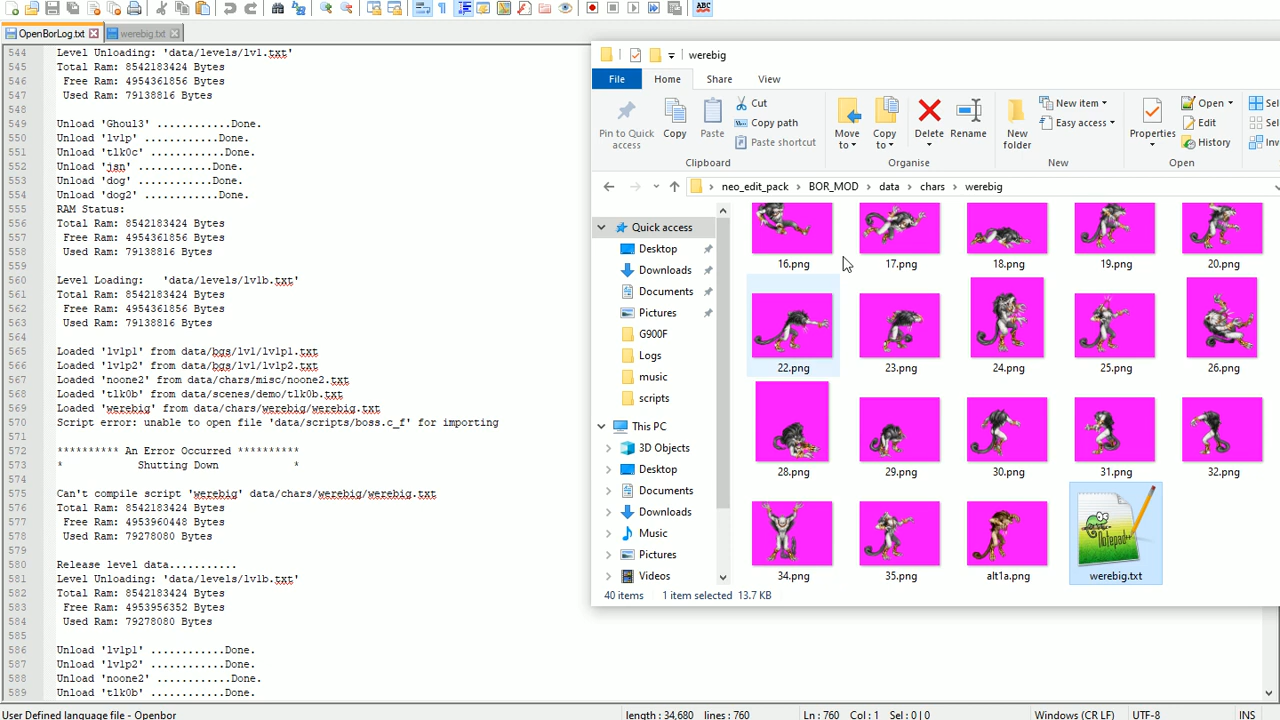 ABC
OpenBorLog.txt
werebig.txt
544 Level Unloading: 'data/levels/lvl.txt'
545 Total Ram: 8542183424 Bytes
546 Free Ram: 4954361856 Bytes
547 Used Ram: 79138816 Bytes
548
549 Unload 'Ghoul3' ............Done.
550 Unload 'lvlp' ............Done.
551 Unload 'tlk0c' ............Done.
552 Unload 'jsn' ............Done.
553 Unload 'dog' ............Done.
554 Unload 'dog2' ............Done.
555 RAM Status:
556 Total Ram: 8542183424 Bytes
557 Free Ram: 4954361856 Bytes
558 Used Ram: 79138816 Bytes
559
560 Level Loading: 'data/levels/lvlb.txt'
561 Total Ram: 8542183424 Bytes
562 Free Ram: 4954361856 Bytes
563 Used Ram: 79138816 Bytes
564
565 Loaded 'lvlp1' from data/bgs/lvl/lvlp1.txt
566 Loaded 'lvlp2' from data/bgs/lvl/lvlp2.txt
567 Loaded 'noone2' from data/chars/misc/noone2.txt
568 Loaded 'tlk0b' from data/scenes/demo/tlk0b.txt
569 Loaded 'werebig' from data/chars/werebig/werebig.txt
570 Script error: unable to open file 'data/scripts/boss.c_f' for importing
571
572 ********** An Error Occurred **********
573 * Shutting Down *
574
575 Can't compile script 'werebig' data/chars/werebig/werebig.txt
576 Total Ram: 8542183424 Bytes
577 Free Ram: 4953960448 Bytes
578 Used Ram: 79278080 Bytes
579
580 Release level data...........
581 Level Unloading: 'data/levels/lvlb.txt'
582 Total Ram: 8542183424 Bytes
583 Free Ram: 4953956352 Bytes
584 Used Ram: 79278080 Bytes
585
586 Unload 'lvlp1' ............Done.
587 Unload 'lvlp2' ............Done.
588 Unload 'noone2' ............Done.
589 Unload 'tlk0b' ............Done.
werebig
File Home Share View
Pin to Quick access
Copy
Paste
Cut
Copy path
Paste shortcut
Clipboard
Move to
Copy to
Delete
Rename
Organise
New folder
New item
Easy access
New
Properties
Open
Edit
History
Open
Sel
Sel
Inv
neo_edit_pack > BOR_MOD > data > chars > werebig
Quick access
Desktop
Downloads
Documents
Pictures
G900F
Logs
music
scripts
This PC
3D Objects
Desktop
Documents
Downloads
Music
Pictures
Videos
16.png 17.png 18.png 19.png 20.png
22.png 23.png 24.png 25.png 26.png
28.png 29.png 30.png 31.png 32.png
Notepad++
34.png 35.png alt1a.png werebig.txt
40 items 1 item selected 13.7 KB
User Defined language file - Openbor length : 34,680 lines : 760 Ln : 760 Col : 1 Sel : 0 | 0 Windows (CR LF) UTF-8 INS